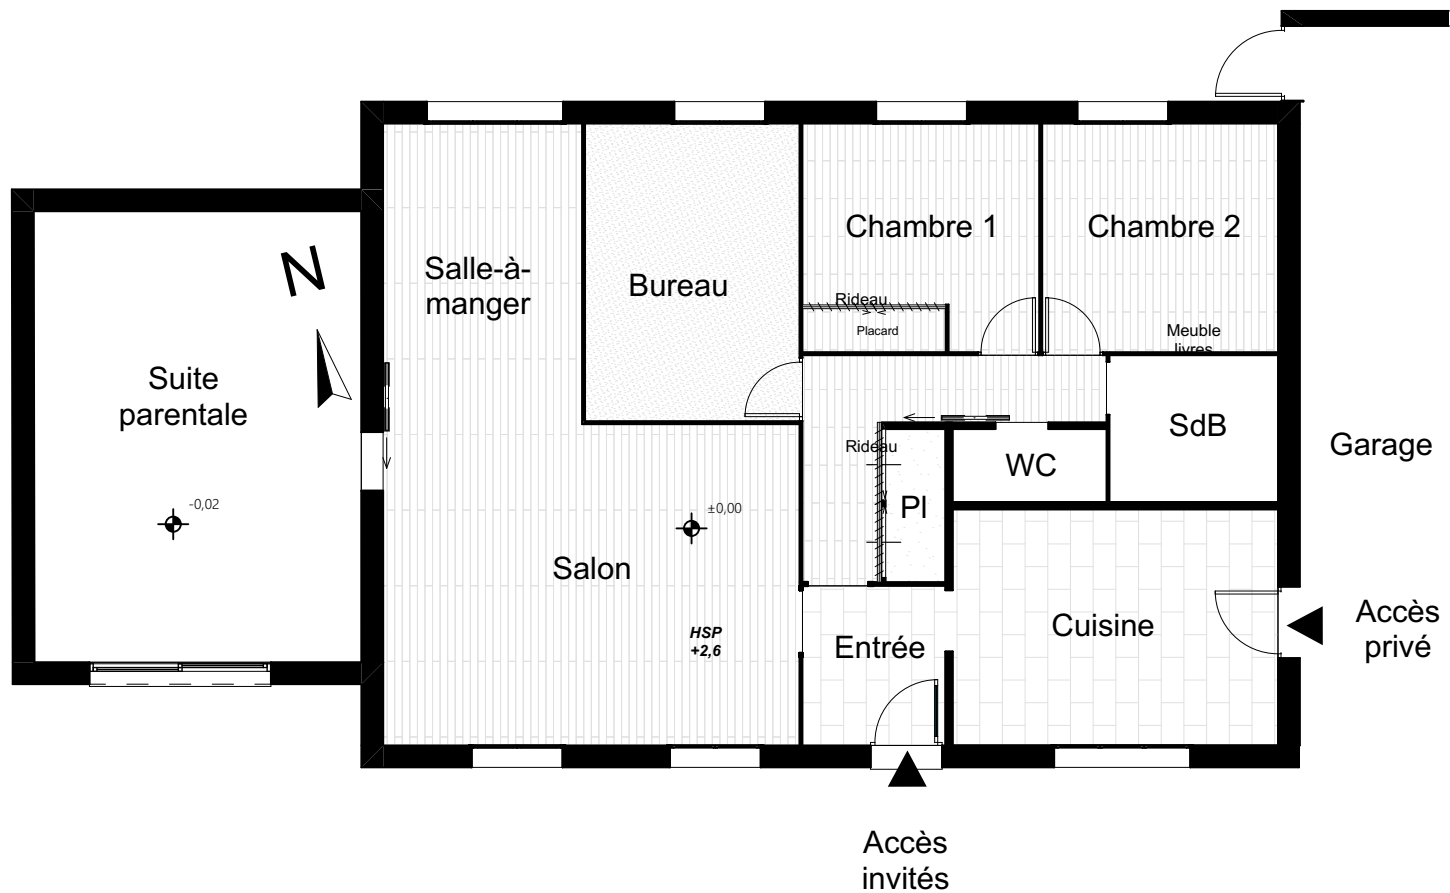 Chambre 1
Chambre 2
N
Salle-à-
manger
Bureau
Rideau
Placard
Meuble
livres
Suite
parentale
SdB
Garage
Rideau
WC
Pl
-0,02
±0,00
Salon
HSP
+2,6
Entrée
Cuisine
Accès
privé
Accès
invités